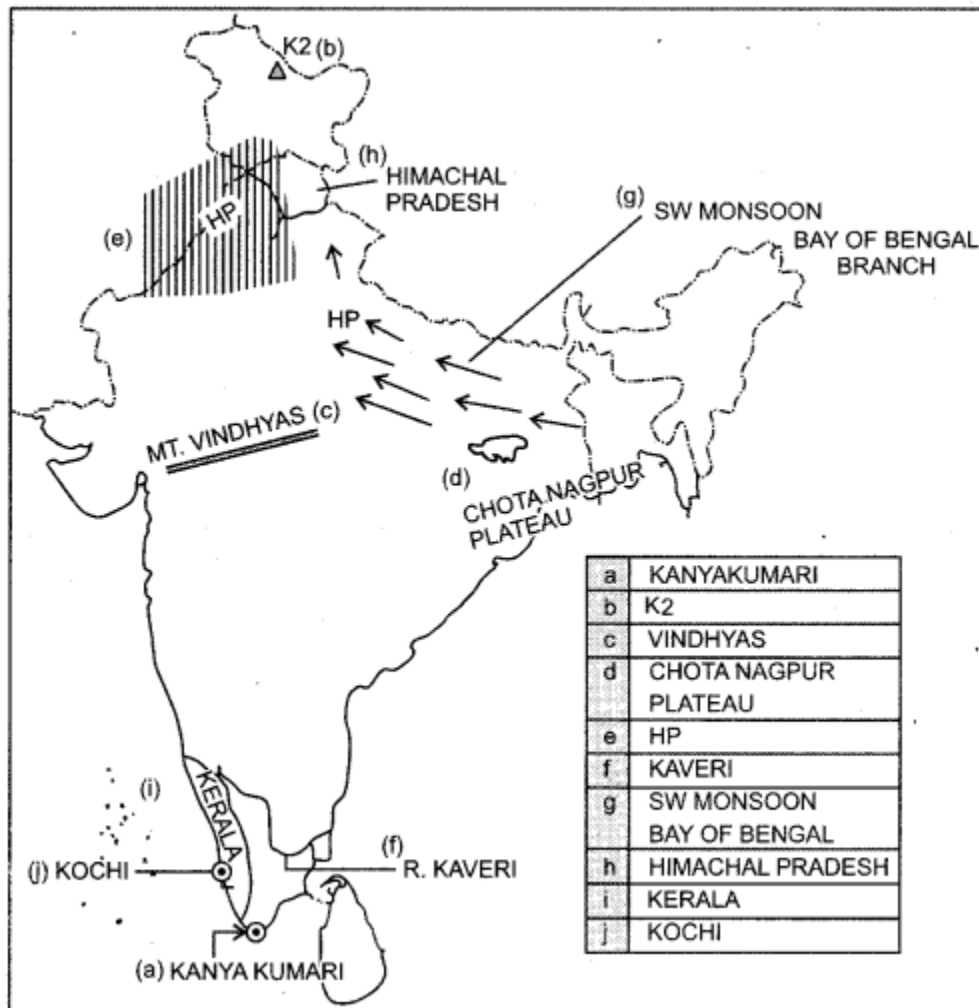 K2 (b)
(h)
HIMACHAL
PRADESH
(g)
SW MONSOON
BAY OF BENGAL
BRANCH
(e)
HP
HP
MT. VINDHYAS (c)
(d)
CHOTA NAGPUR
PLATEAU
(i)
KERALA
(j) KOCHI
(f)
R. KAVERI
(a) KANYA KUMARI
a KANYAKUMARI
b K2
c VINDHYAS
d CHOTA NAGPUR
PLATEAU
e HP
f KAVERI
g SW MONSOON
BAY OF BENGAL
h HIMACHAL PRADESH
i KERALA
j KOCHI